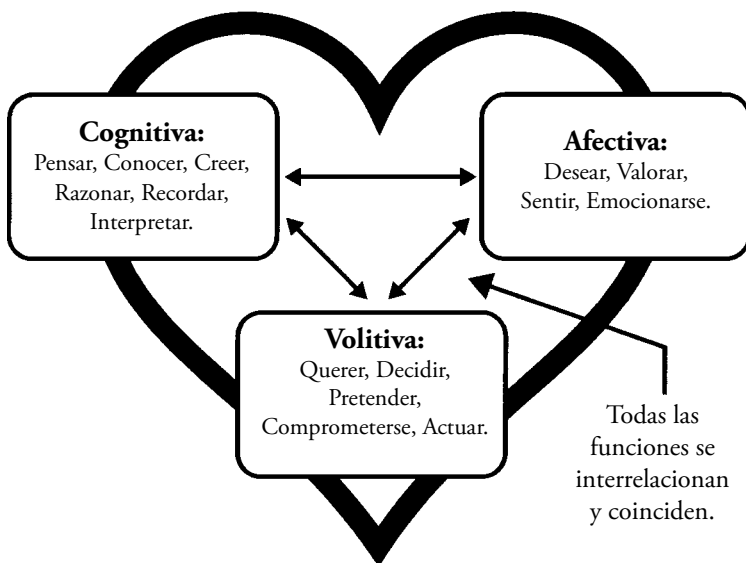 Cognitiva:
Pensar, Conocer, Creer,
Razonar, Recordar,
Interpretar.
Afectiva:
Desear, Valorar,
Sentir, Emocionarse.
Volitiva:
Querer, Decidir,
Pretender,
Comprometerse, Actuar.
Todas las
funciones se
interrelacionan
y coinciden.